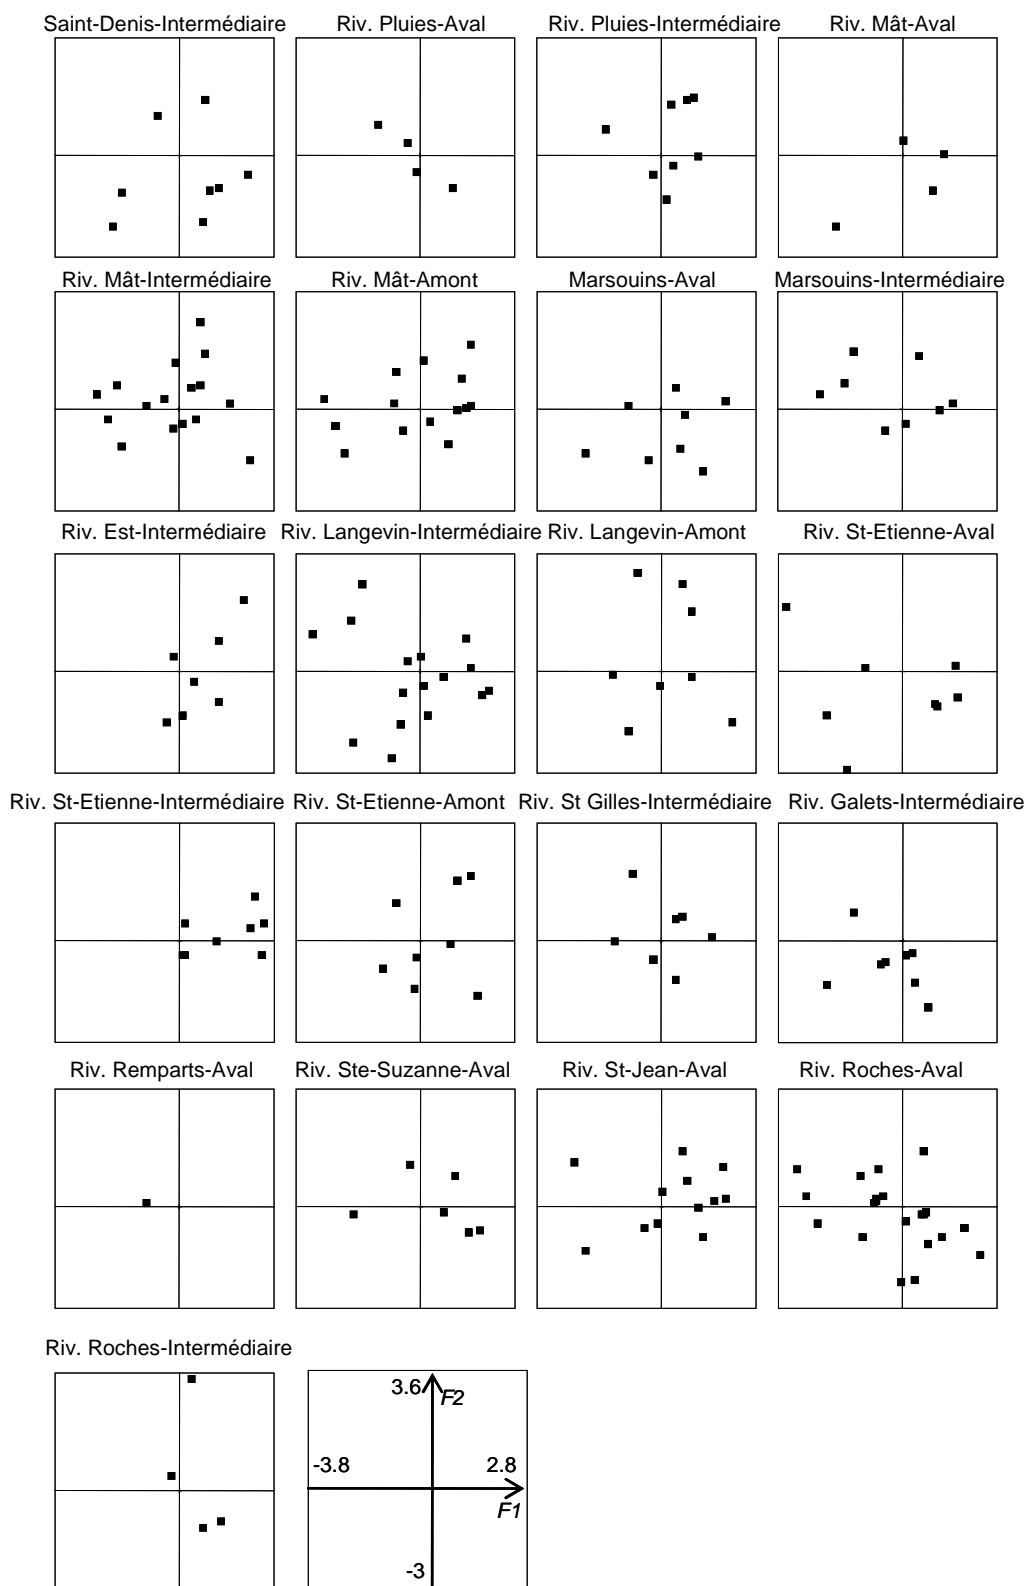 Saint-Denis-Intermédiaire Riv. Pluies-Aval Riv. Pluies-Intermédiaire Riv. Mât-Aval
Riv. Mât-Intermédiaire Riv. Mât-Amont Marsouins-Aval Marsouins-Intermédiaire
Riv. Est-Intermédiaire Riv. Langevin-Intermédiaire Riv. Langevin-Amont Riv. St-Etienne-Aval
Riv. St-Etienne-Intermédiaire Riv. St-Etienne-Amont Riv. St Gilles-Intermédiaire Riv. Galets-Intermédiaire
Riv. Remparts-Aval Riv. Ste-Suzanne-Aval Riv. St-Jean-Aval Riv. Roches-Aval
Riv. Roches-Intermédiaire
3.6 F2
-3.8 2.8
F1
-3